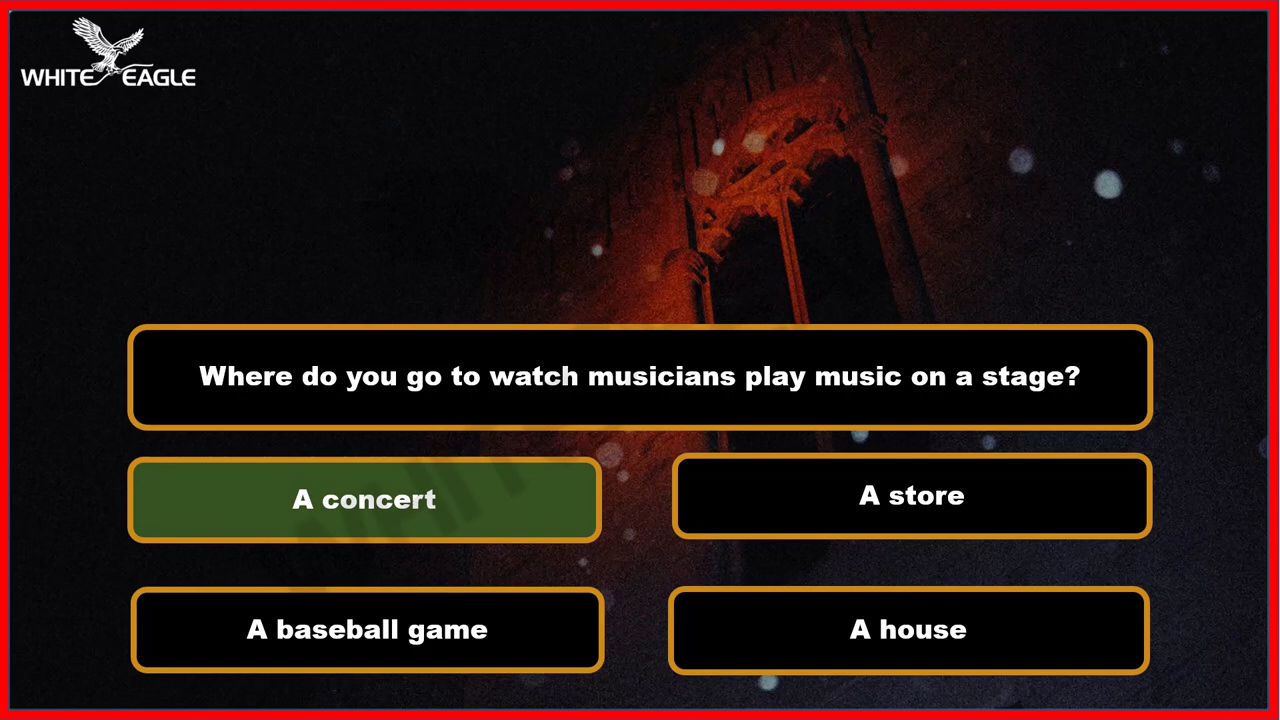 WHITE EAGLE
Where do you go to watch musicians play music on a stage?
A concert
A store
A baseball game
A house